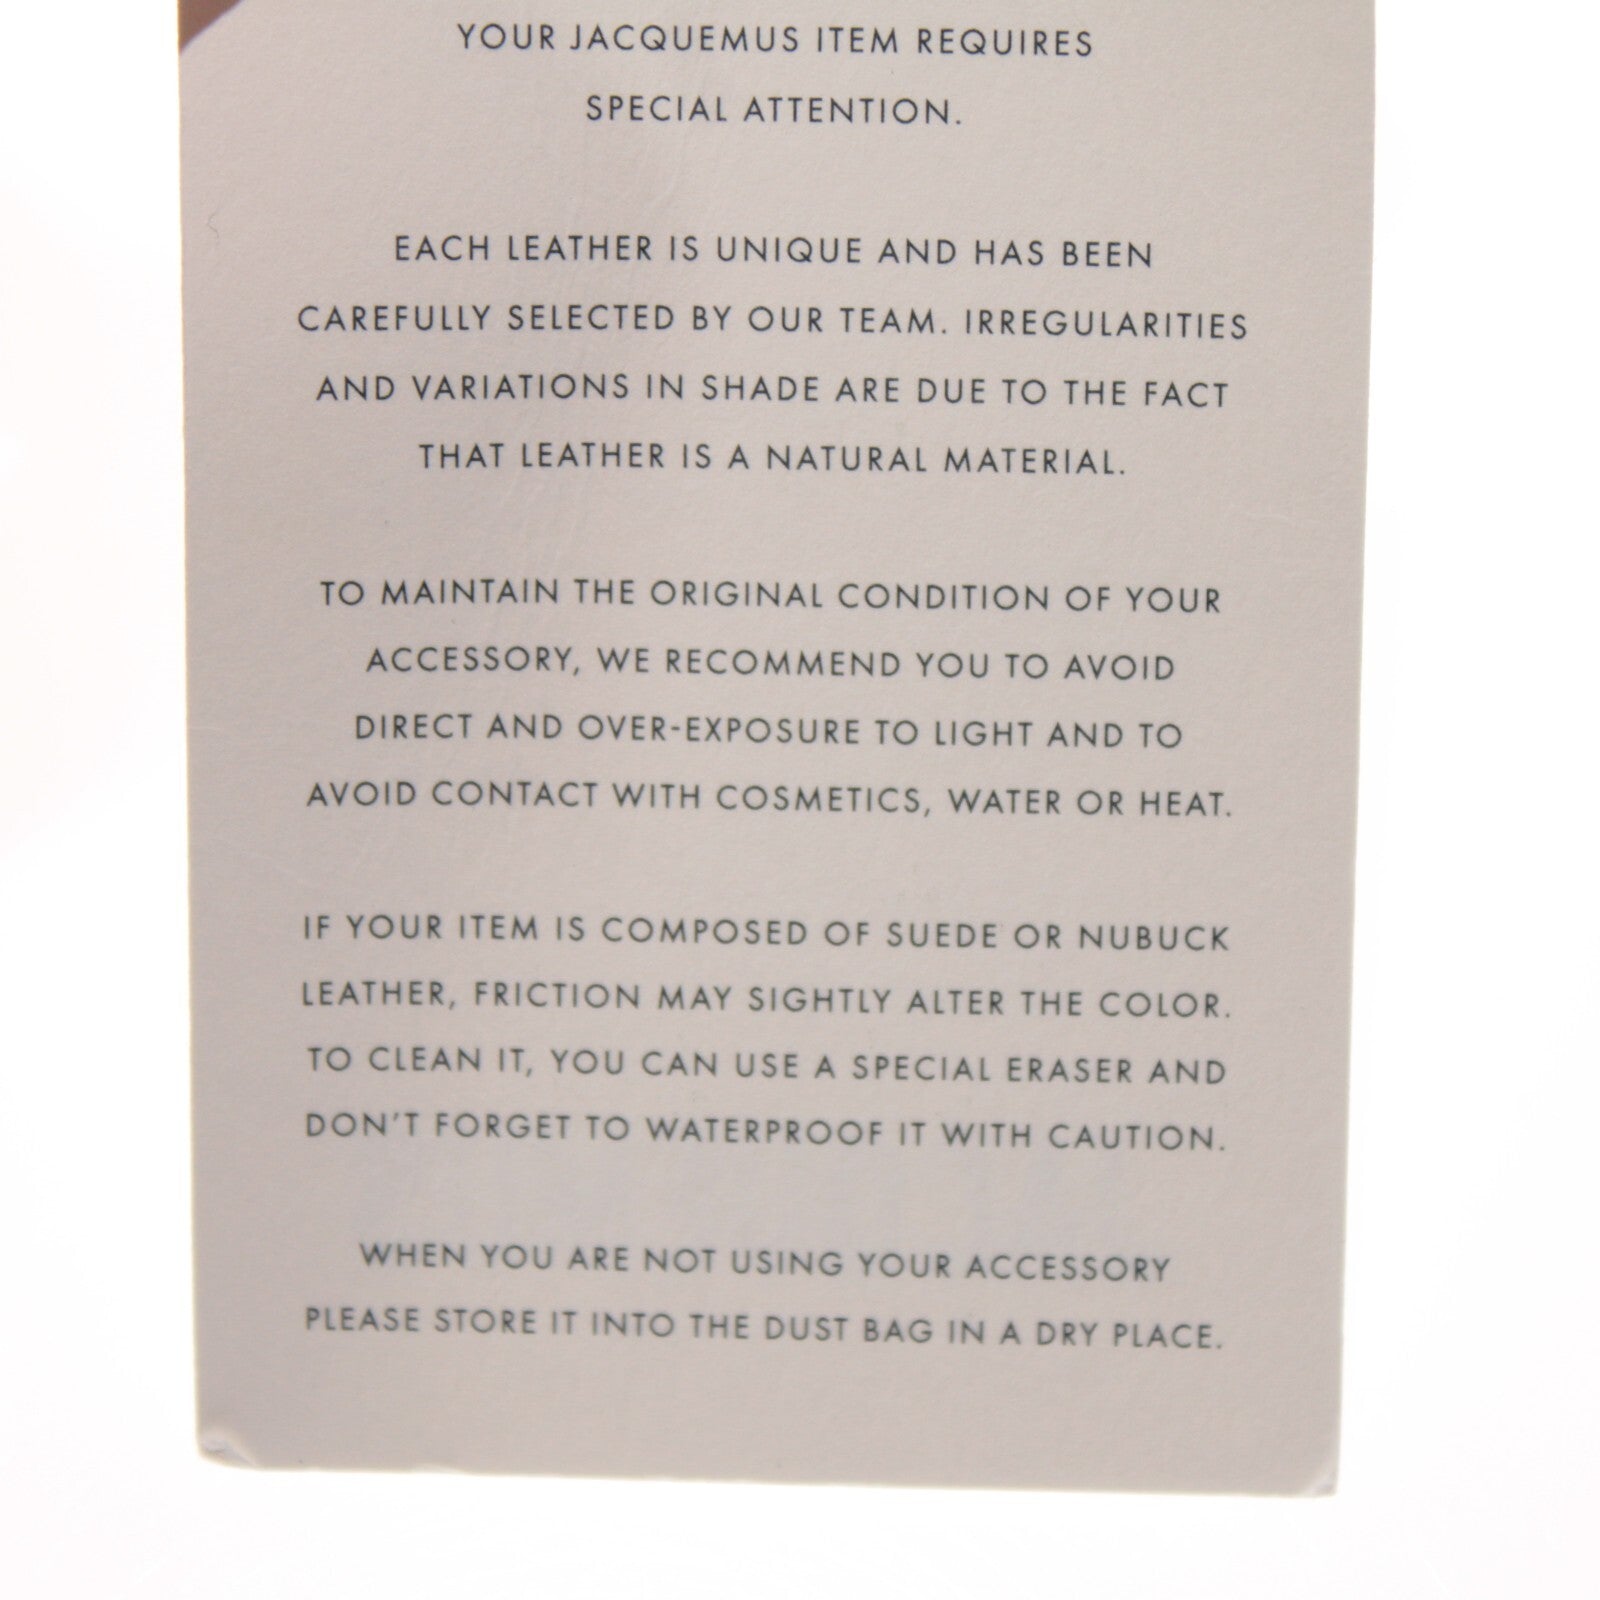 YOUR JACQUEMUS ITEM REQUIRES
SPECIAL ATTENTION.
EACH LEATHER IS UNIQUE AND HAS BEEN
CAREFULLY SELECTED BY OUR TEAM. IRREGULARITIES
AND VARIATIONS IN SHADE ARE DUE TO THE FACT
THAT LEATHER IS A NATURAL MATERIAL.
TO MAINTAIN THE ORIGINAL CONDITION OF YOUR
ACCESSORY, WE RECOMMEND YOU TO AVOID
DIRECT AND OVER-EXPOSURE TO LIGHT AND TO
AVOID CONTACT WITH COSMETICS, WATER OR HEAT.
IF YOUR ITEM IS COMPOSED OF SUEDE OR NUBUCK
LEATHER, FRICTION MAY SIGHTLY ALTER THE COLOR.
TO CLEAN IT, YOU CAN USE A SPECIAL ERASER AND
DON'T FORGET TO WATERPROOF IT WITH CAUTION.
WHEN YOU ARE NOT USING YOUR ACCESSORY
PLEASE STORE IT INTO THE DUST BAG IN A DRY PLACE.